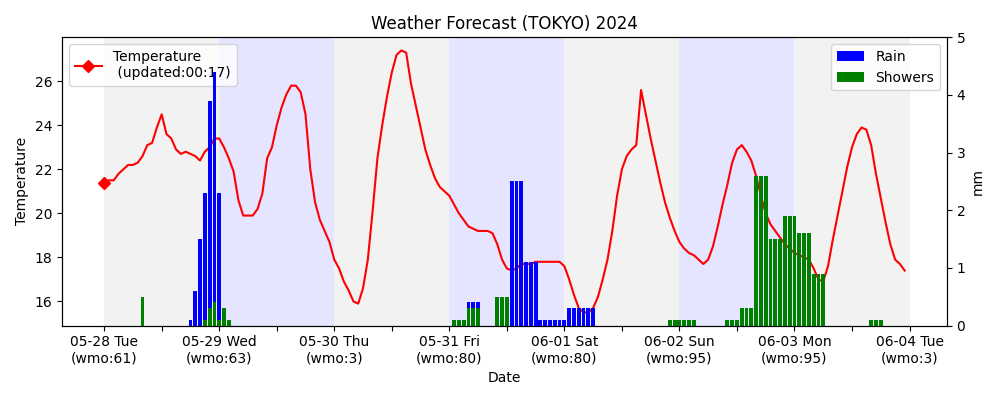 Weather Forecast (TOKYO) 2024
Temperature
(updated:00:17)
Rain
Showers
Temperature
26
24
22
20
18
16
5
4
3
2
1
0
mm
05-28 Tue
(wmo:61)
05-29 Wed
(wmo:63)
05-30 Thu
(wmo:3)
05-31 Fri
(wmo:80)
06-01 Sat
(wmo:80)
06-02 Sun
(wmo:95)
06-03 Mon
(wmo:95)
06-04 Tue
(wmo:3)
Date